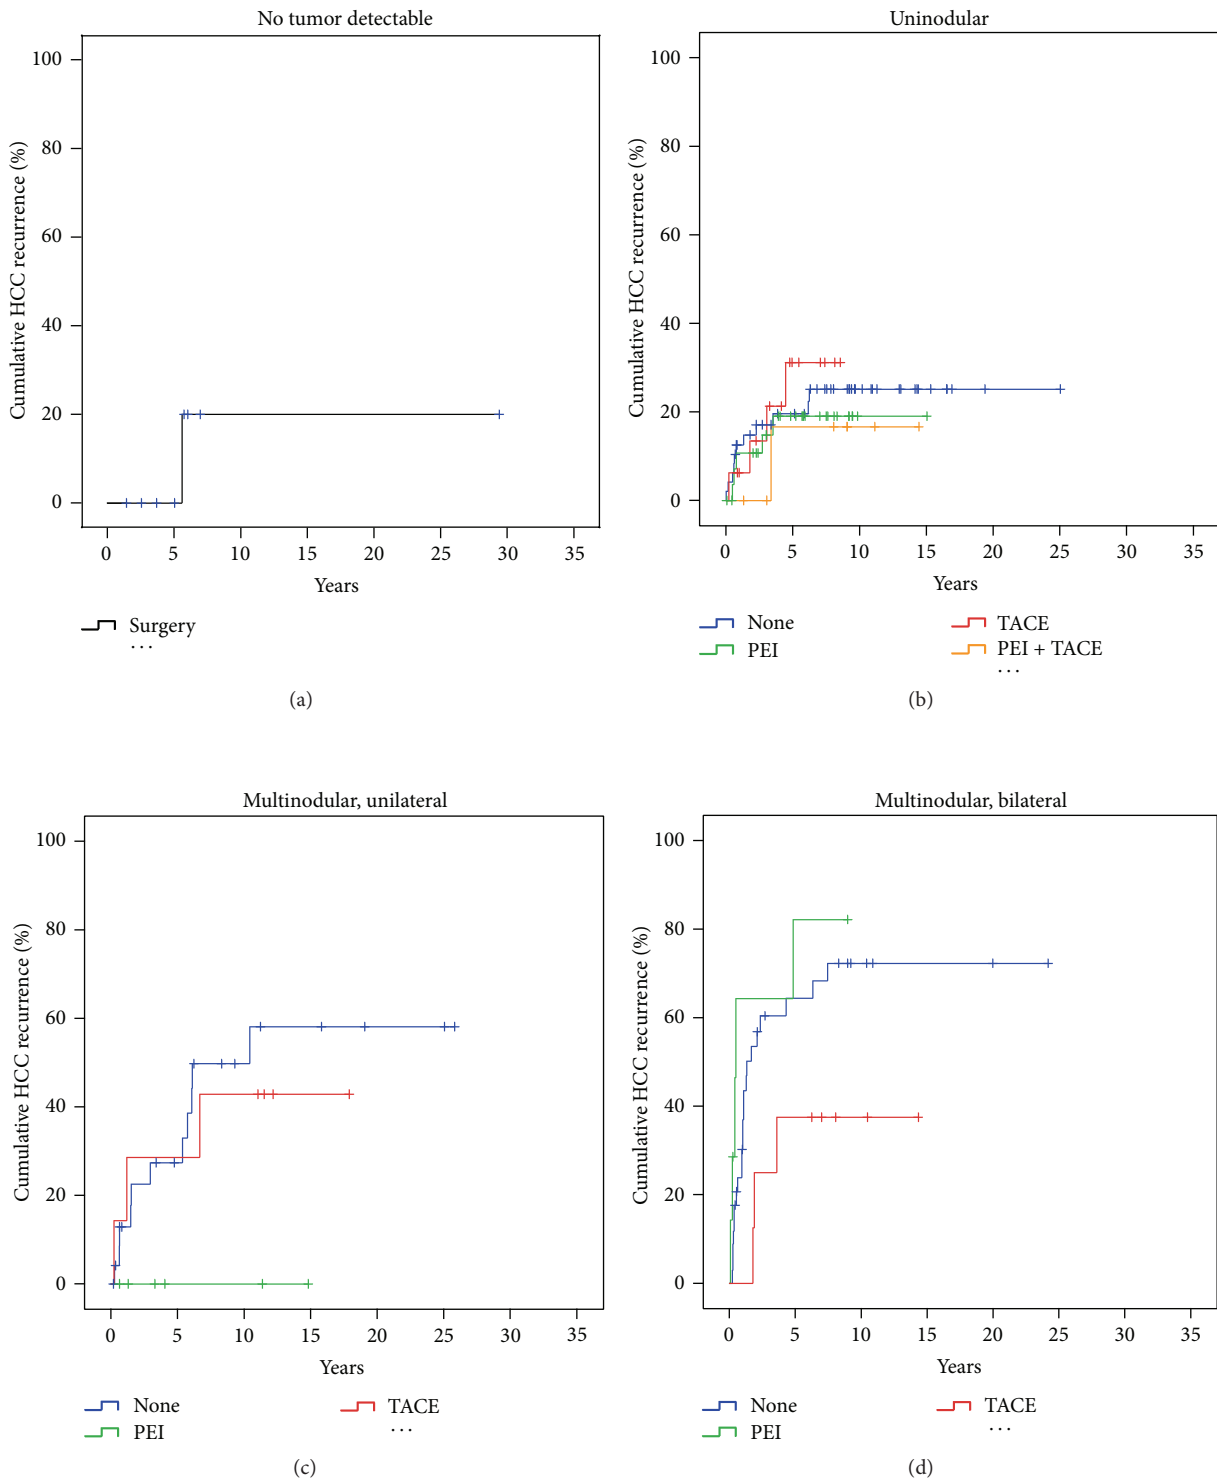 No tumor detectable
Cumulative HCC recurrence (%)
100
80
60
40
20
0
0 5 10 15 20 25 30 35
Years
Surgery
...
(a)
Uninodular
Cumulative HCC recurrence (%)
100
80
60
40
20
0
0 5 10 15 20 25 30 35
Years
None TACE
PEI PEI + TACE
...
(b)
Multinodular, unilateral
Cumulative HCC recurrence (%)
100
80
60
40
20
0
0 5 10 15 20 25 30 35
Years
None TACE
PEI ...
(c)
Multinodular, bilateral
Cumulative HCC recurrence (%)
100
80
60
40
20
0
0 5 10 15 20 25 30 35
Years
None TACE
PEI ...
(d)